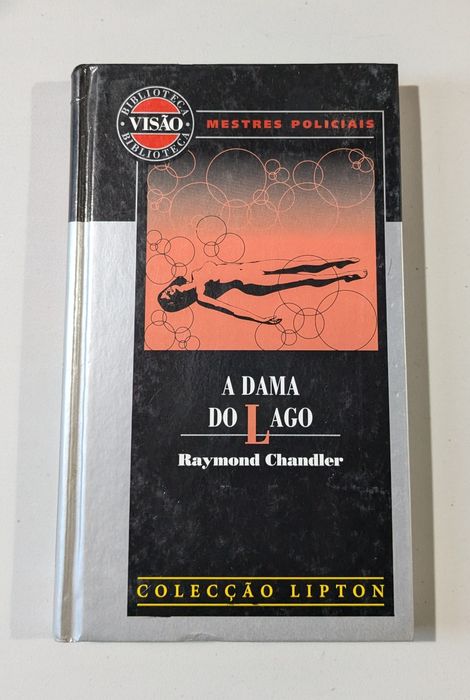 BIBLIOTECA
VISÃO
BIBLIOTECA
MESTRES POLICIAIS
A DAMA
DO LAGO
Raymond Chandler
COLECÇÃO LIPTON